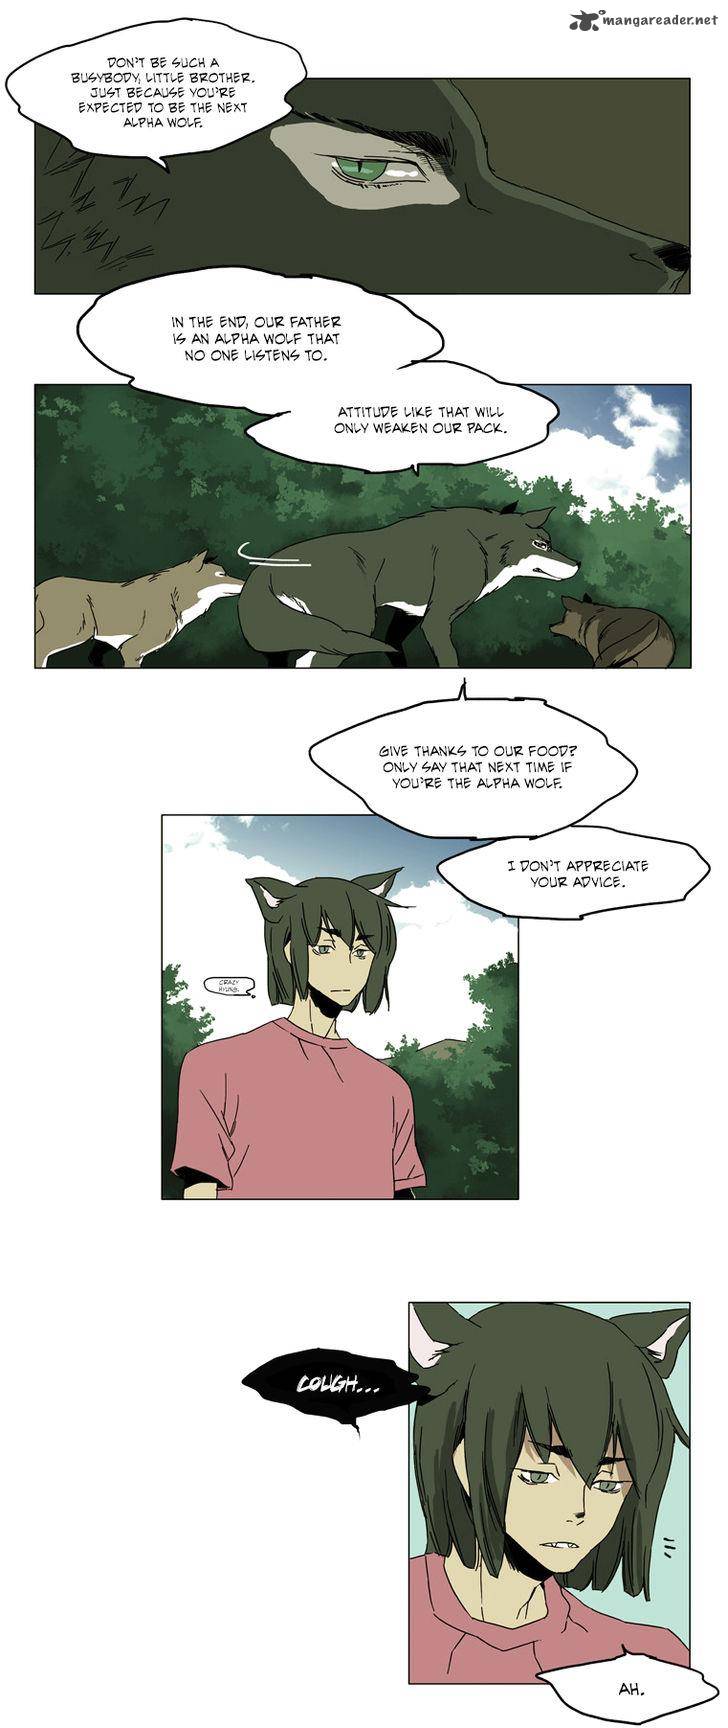 mangareader.net
DON'T BE SUCH A
BUSYBODY, LITTLE BROTHER.
JUST BECAUSE YOU'RE
EXPECTED TO BE THE NEXT
ALPHA WOLF.
IN THE END, OUR FATHER
IS AN ALPHA WOLF THAT
NO ONE LISTENS TO.
ATTITUDE LIKE THAT WILL
ONLY WEAKEN OUR PACK.
GIVE THANKS TO OUR FOOD?
ONLY SAY THAT NEXT TIME IF
YOU'RE THE ALPHA WOLF.
I DON'T APPRECIATE
YOUR ADVICE.
CRAZY
HYUNG.
COUGH...
AH.